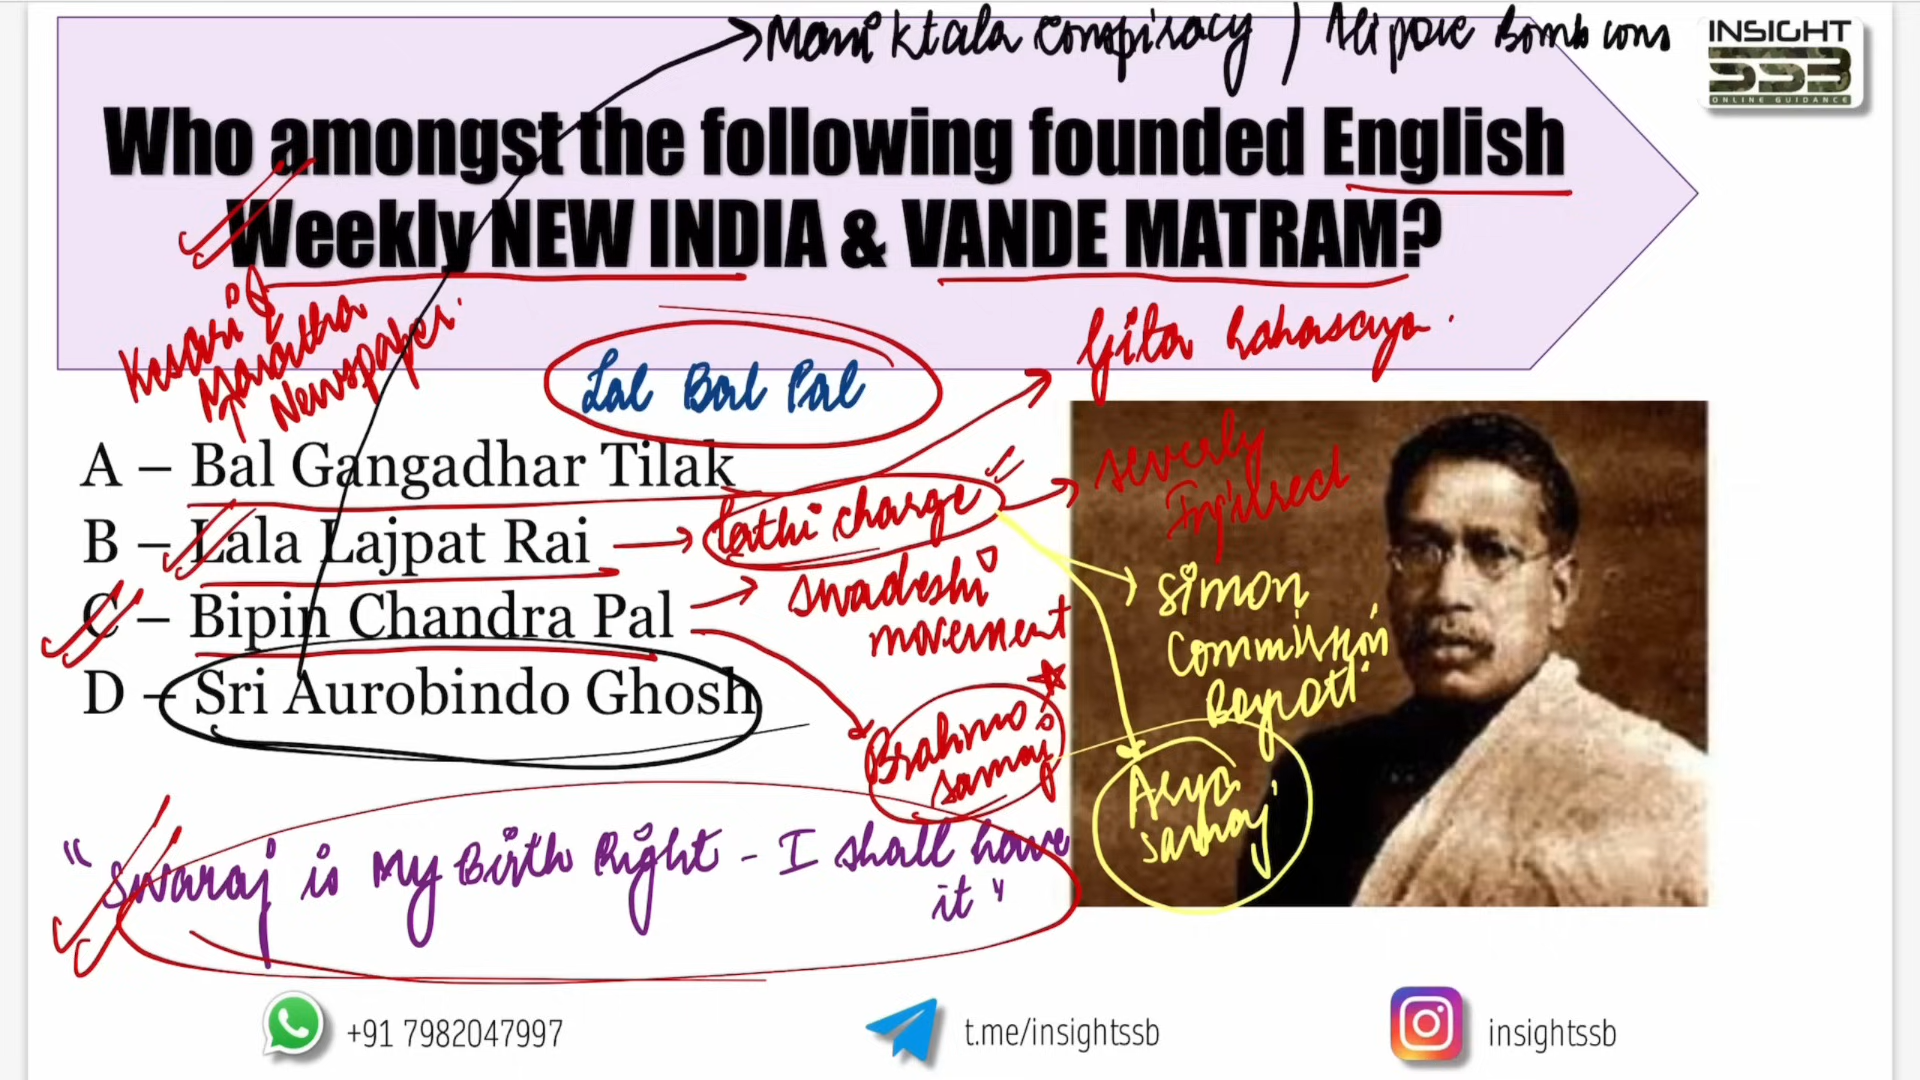 Maniktala Conspiracy / Alipore Bomb cons
INSIGHT
SSB
ONLINE GUIDANCE
Who amongst the following founded English
Weekly NEW INDIA & VANDE MATRAM?
Kesari &
Maratha
Newspaper.
Lal Bal Pal
Gita Rahasaya.
A – Bal Gangadhar Tilak
B – Lala Lajpat Rai
lathi charge
severly
Injured
C – Bipin Chandra Pal
swadeshi
movement
Simon
Commission
Boycott
D – Sri Aurobindo Ghosh
Brahmo
samaj
Arya
samaj
"Swaraj is My Birth Right - I shall have
it"
+91 7982047997
t.me/insightssb
insightssb